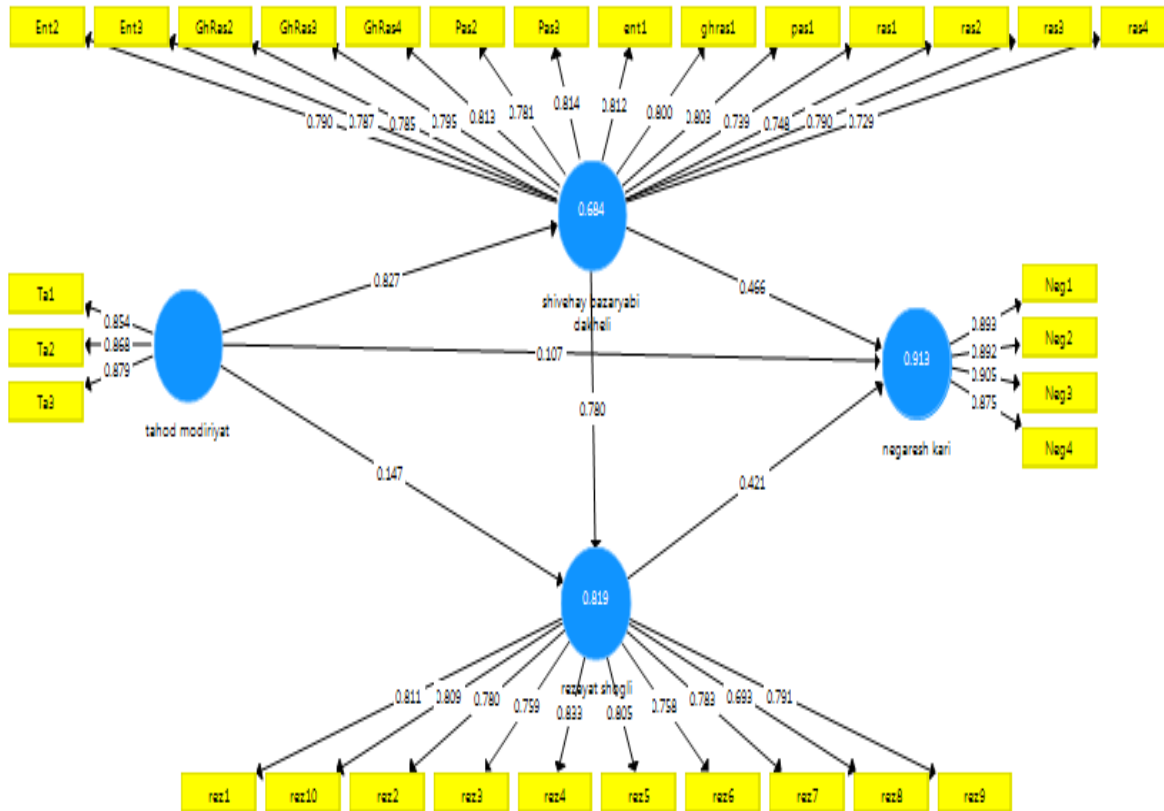 Ent2 Ent3 GhRas2 GhRas3 GhRas4 Pas2 Pas3 ent1 ghras1 pas1 ras1 ras2 ras3 ras4
0.790 0.787 0.785 0.795 0.813 0.781 0.814 0.812 0.800 0.803 0.739 0.748 0.790 0.729
0.684
shivehay bazaryabi
dakheli
0.827
0.466
Ta1
0.854
Ta2
0.868
Ta3
0.879
tahod modiriyat
0.107
0.780
0.147
0.421
0.913
negaresh kari
Neg1
0.893
Neg2
0.892
Neg3
0.905
Neg4
0.875
0.819
rezayat shogli
0.811 0.809 0.780 0.759 0.833 0.805 0.758 0.783 0.693 0.791
rez1 rez10 rez2 rez3 rez4 rez5 rez6 rez7 rez8 rez9